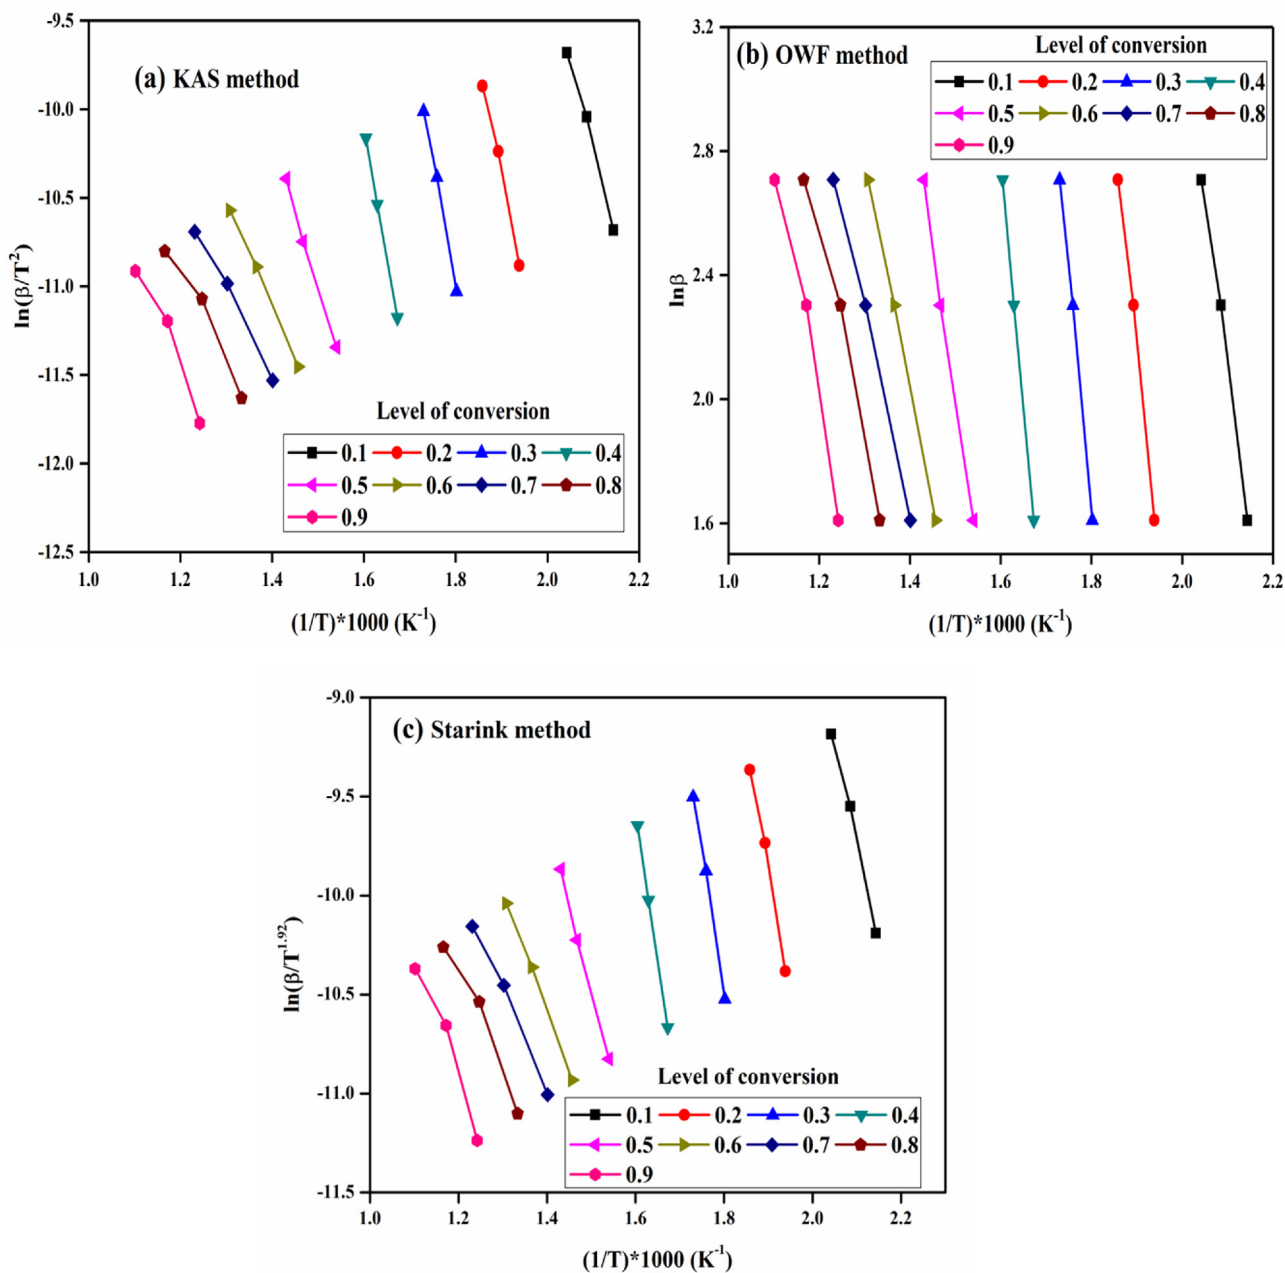 (a) KAS method
-9.5
-10.0
-10.5
-11.0
-11.5
-12.0
-12.5
ln(β/T²)
Level of conversion
0.1 0.2 0.3 0.4
0.5 0.6 0.7 0.8
0.9
1.0 1.2 1.4 1.6 1.8 2.0 2.2
(1/T)*1000 (K⁻¹)
(b) OWF method
Level of conversion
0.1 0.2 0.3 0.4
0.5 0.6 0.7 0.8
0.9
3.2
2.8
2.4
2.0
1.6
lnβ
1.0 1.2 1.4 1.6 1.8 2.0 2.2
(1/T)*1000 (K⁻¹)
(c) Starink method
-9.0
-9.5
-10.0
-10.5
-11.0
-11.5
ln(β/T¹·⁹²)
Level of conversion
0.1 0.2 0.3 0.4
0.5 0.6 0.7 0.8
0.9
1.0 1.2 1.4 1.6 1.8 2.0 2.2
(1/T)*1000 (K⁻¹)